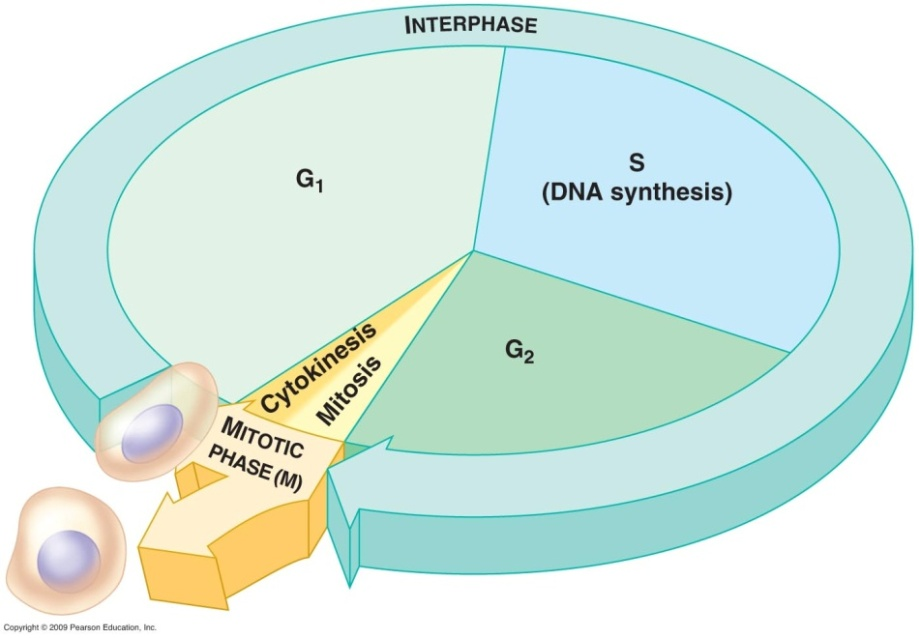 INTERPHASE
G₁
S
(DNA synthesis)
G₂
Cytokinesis
Mitosis
MITOTIC
PHASE (M)
Copyright © 2009 Pearson Education, Inc.